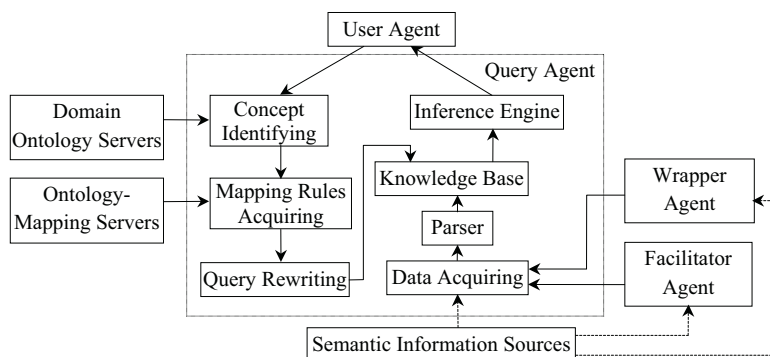 User Agent
Query Agent
Domain
Ontology Servers
Concept
Identifying
Inference Engine
Ontology-
Mapping Servers
Mapping Rules
Acquiring
Knowledge Base
Wrapper
Agent
Parser
Query Rewriting
Data Acquiring
Facilitator
Agent
Semantic Information Sources